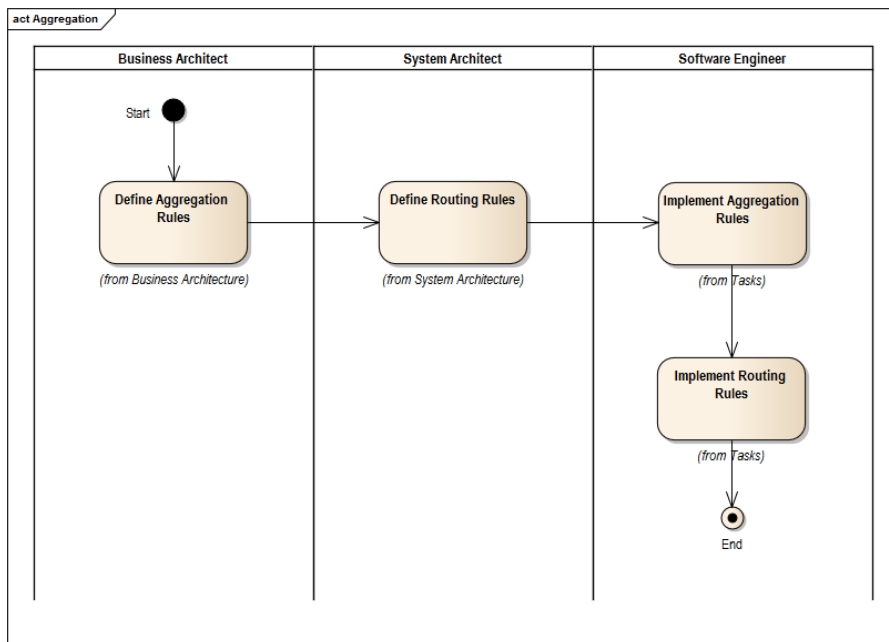 act Aggregation
Business Architect
System Architect
Software Engineer
Start
Define Aggregation
Rules
(from Business Architecture)
Define Routing Rules
(from System Architecture)
Implement Aggregation
Rules
(from Tasks)
Implement Routing
Rules
(from Tasks)
End